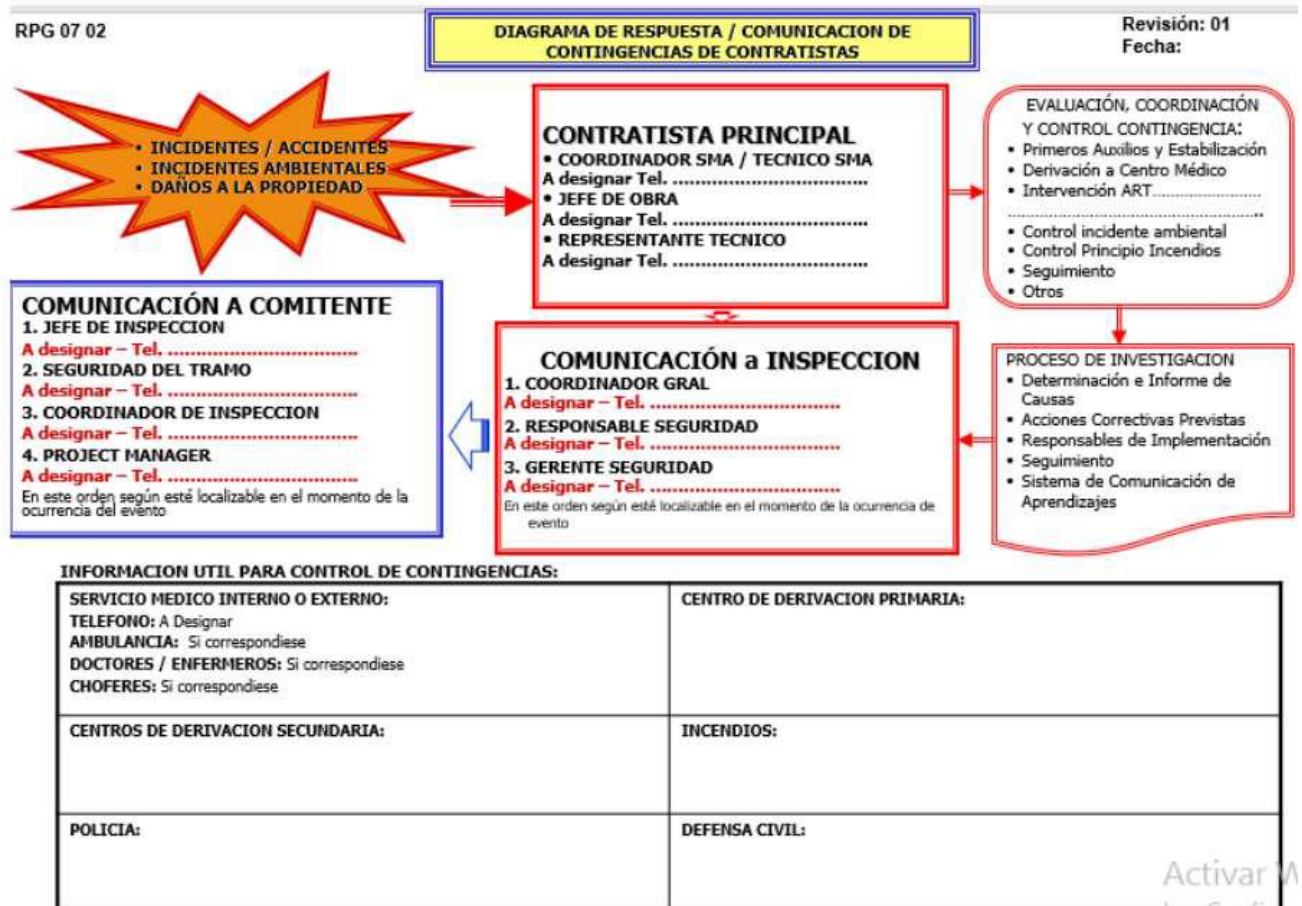 RPG 07 02
DIAGRAMA DE RESPUESTA / COMUNICACION DE
CONTINGENCIAS DE CONTRATISTAS
Revisión: 01
Fecha:
• INCIDENTES / ACCIDENTES
• INCIDENTES AMBIENTALES
• DAÑOS A LA PROPIEDAD
CONTRATISTA PRINCIPAL
• COORDINADOR SMA / TECNICO SMA
A designar Tel. ...................................
• JEFE DE OBRA
A designar Tel. ...................................
• REPRESENTANTE TECNICO
A designar Tel. ...................................
EVALUACIÓN, COORDINACIÓN
Y CONTROL CONTINGENCIA:
• Primeros Auxilios y Estabilización
• Derivación a Centro Médico
• Intervención ART..........................
..............................................................
• Control incidente ambiental
• Control Principio Incendios
• Seguimiento
• Otros
COMUNICACIÓN A COMITENTE
1. JEFE DE INSPECCION
A designar – Tel. ..................................
2. SEGURIDAD DEL TRAMO
A designar – Tel. ..................................
3. COORDINADOR DE INSPECCION
A designar – Tel. ..................................
4. PROJECT MANAGER
A designar – Tel. ..................................
En este orden según esté localizable en el momento de la
ocurrencia del evento
COMUNICACIÓN a INSPECCION
1. COORDINADOR GRAL
A designar – Tel. ..................................
2. RESPONSABLE SEGURIDAD
A designar – Tel. ..................................
3. GERENTE SEGURIDAD
A designar – Tel. ..................................
En este orden según esté localizable en el momento de la ocurrencia de
evento
PROCESO DE INVESTIGACION
• Determinación e Informe de
Causas
• Acciones Correctivas Previstas
• Responsables de Implementación
• Seguimiento
• Sistema de Comunicación de
Aprendizajes
INFORMACION UTIL PARA CONTROL DE CONTINGENCIAS:
SERVICIO MEDICO INTERNO O EXTERNO:
TELEFONO: A Designar
AMBULANCIA: Si correspondiese
DOCTORES / ENFERMEROS: Si correspondiese
CHOFERES: Si correspondiese
CENTRO DE DERIVACION PRIMARIA:
CENTROS DE DERIVACION SECUNDARIA:
INCENDIOS:
POLICIA:
DEFENSA CIVIL:
Activar W